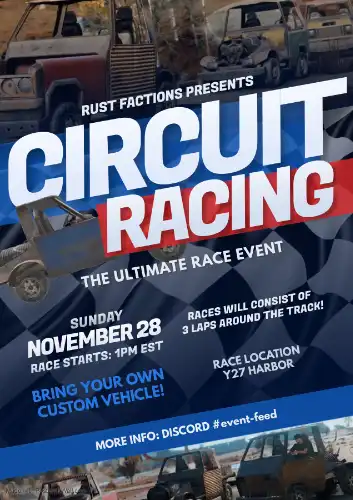 RUST FACTIONS PRESENTS
CIRCUIT
RACING
THE ULTIMATE RACE EVENT
SUNDAY
NOVEMBER 28
RACE STARTS: 1PM EST
RACES WILL CONSIST OF
3 LAPS AROUND THE TRACK!
BRING YOUR OWN
CUSTOM VEHICLE!
RACE LOCATION
Y27 HARBOR
MORE INFO: DISCORD #event-feed